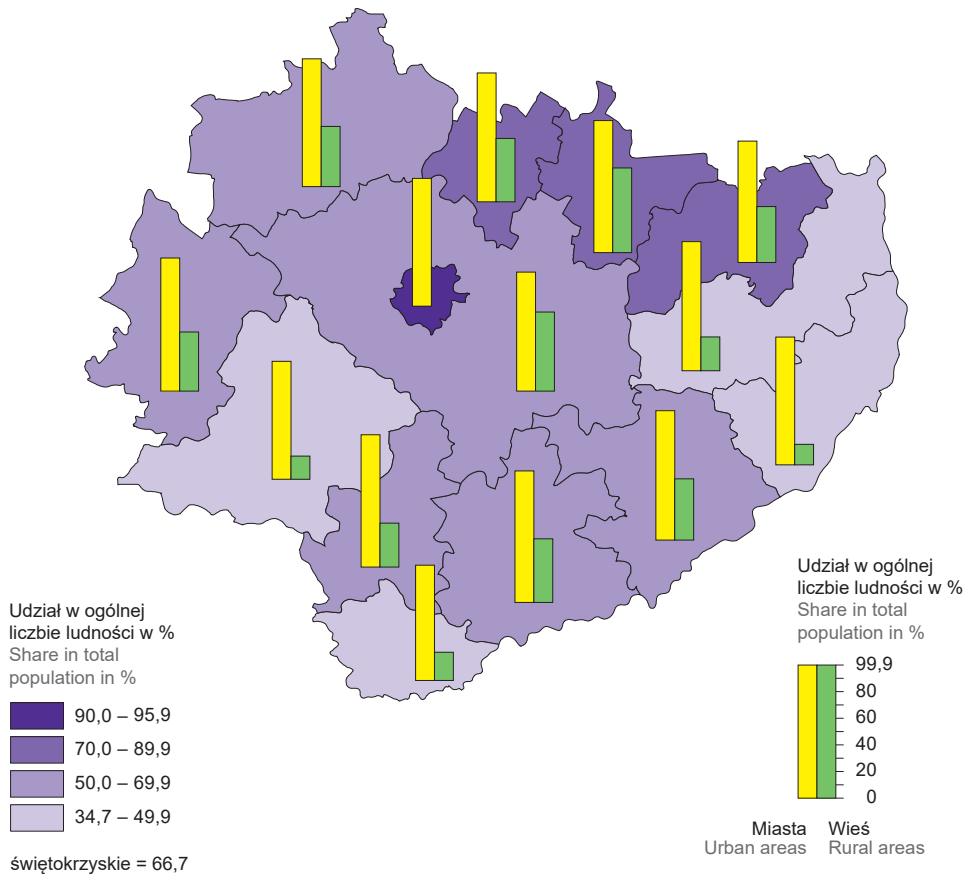 Udział w ogólnej
liczbie ludności w %
Share in total
population in %
90,0 – 95,9
70,0 – 89,9
50,0 – 69,9
34,7 – 49,9
świętokrzyskie = 66,7
Udział w ogólnej
liczbie ludności w %
Share in total
population in %
99,9
80
60
40
20
0
Miasta Wieś
Urban areas Rural areas